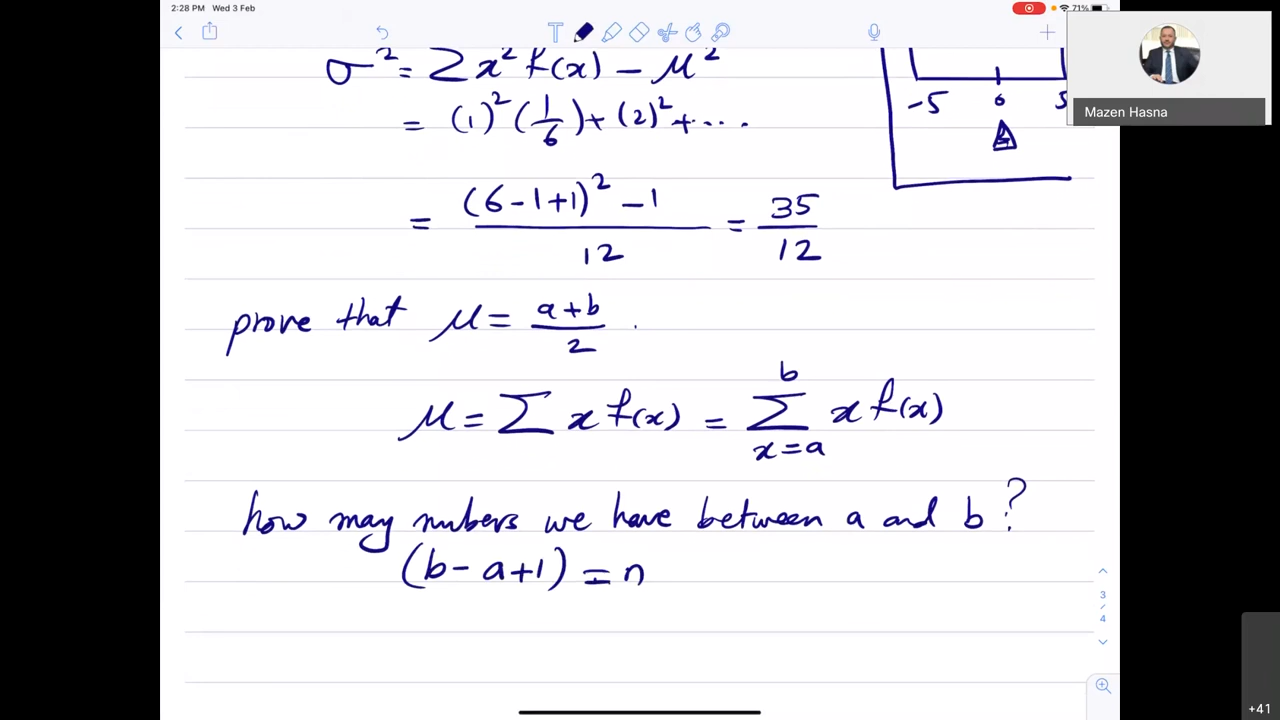 2:28 PM Wed 3 Feb
71%
T
σ² = Σ x² f(x) − μ²
= (1)² (1/6) + (2)² + ....
= ((6-1+1)² - 1)/12 = 35/12
-5 0 5
Mazen Hasna
prove that μ = (a+b)/2 .
μ = Σ x f(x) = Σ_{x=a}^{b} x f(x)
how may nubers we have between a and b?
(b - a+1) = n
3
/
4
+41